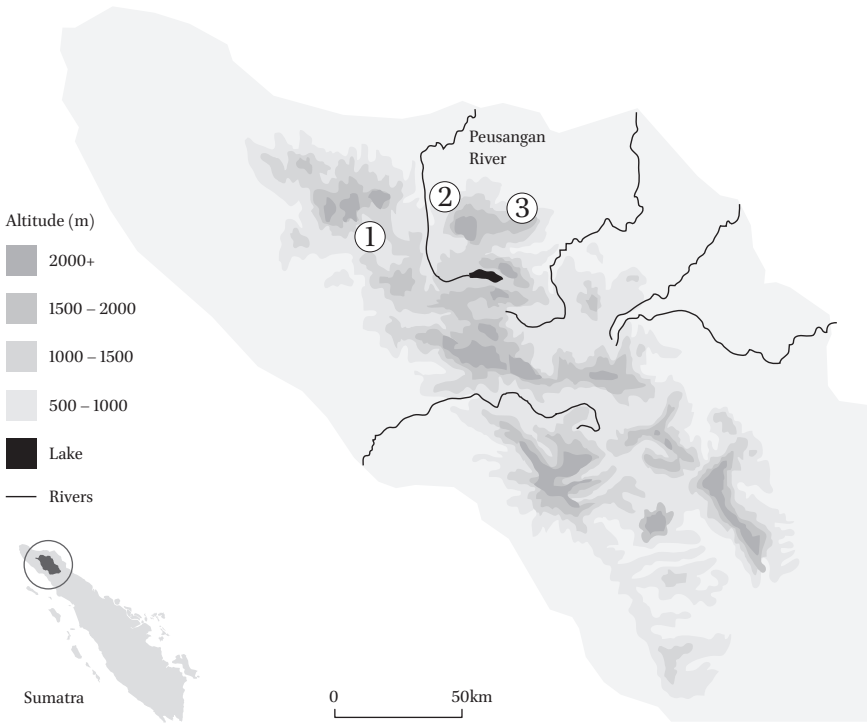 Peusangan
River
2
3
1
Altitude (m)
2000+
1500 – 2000
1000 – 1500
500 – 1000
Lake
Rivers
Sumatra
0 50km